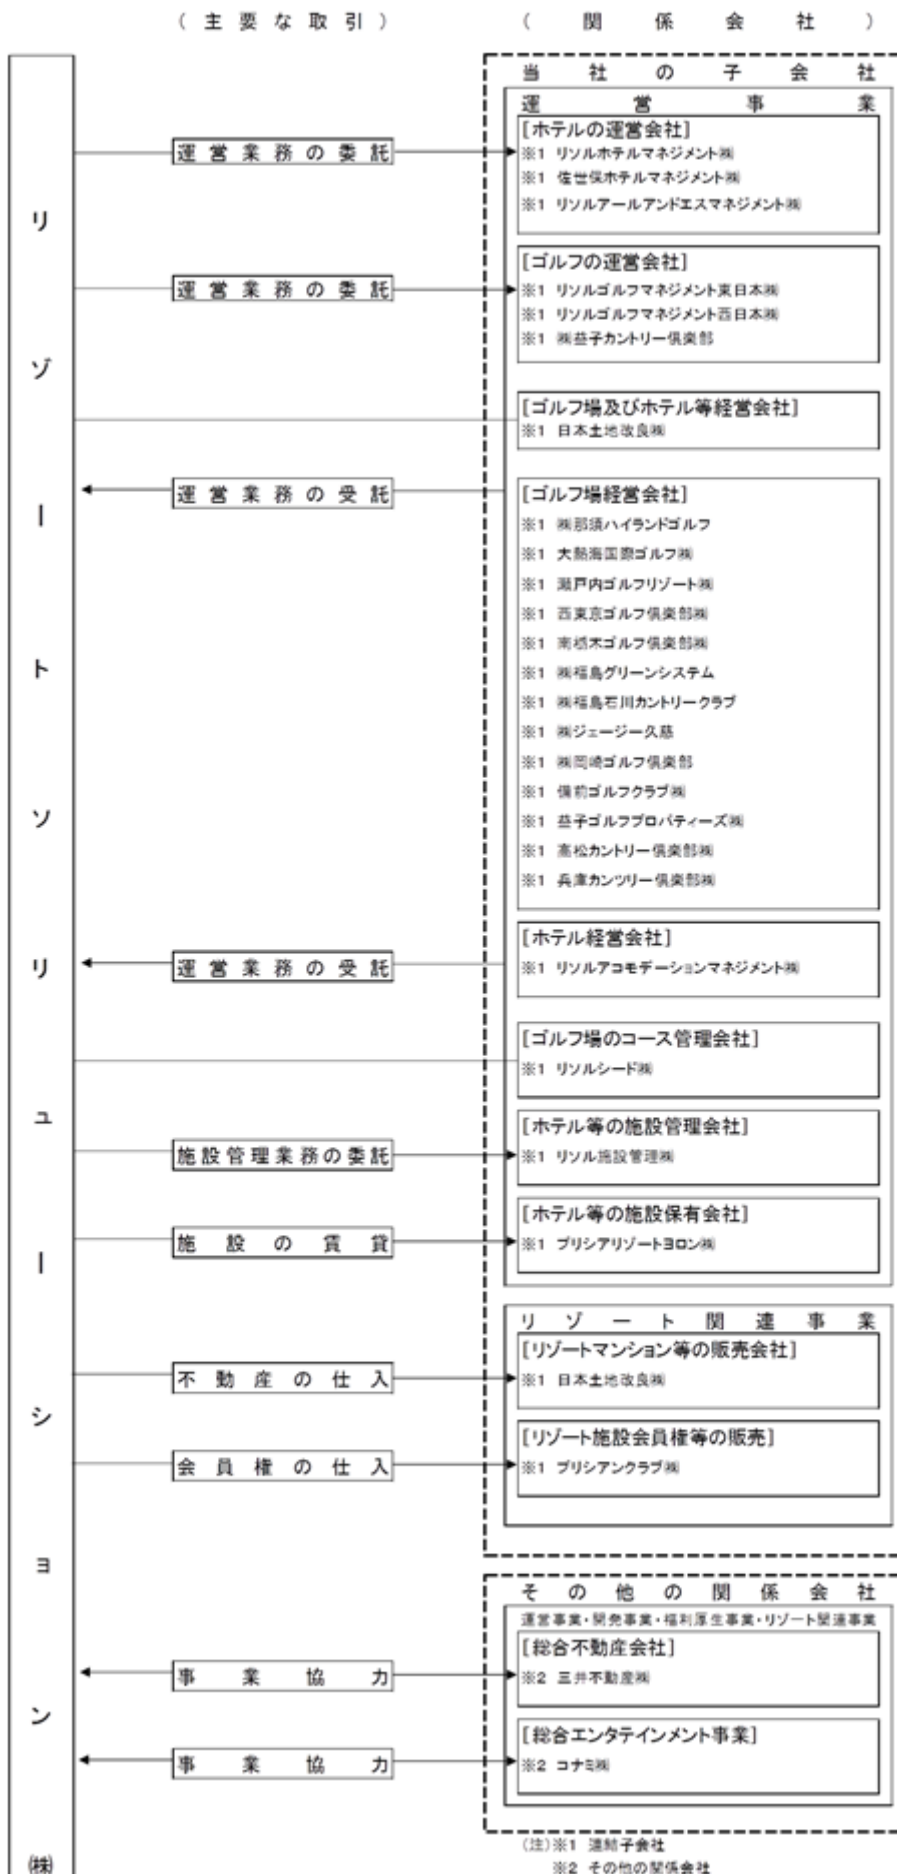 （主要な取引）
（関係会社）
リゾートソリューション㈱
当社の子会社
運営事業
運営業務の委託
[ホテルの運営会社]
※1 リソルホテルマネジメント㈱
※1 佐世保ホテルマネジメント㈱
※1 リソルアールアンドエスマネジメント㈱
運営業務の委託
[ゴルフの運営会社]
※1 リソルゴルフマネジメント東日本㈱
※1 リソルゴルフマネジメント西日本㈱
※1 ㈱益子カントリー倶楽部
[ゴルフ場及びホテル等経営会社]
※1 日本土地改良㈱
運営業務の受託
[ゴルフ場経営会社]
※1 ㈱那須ハイランドゴルフ
※1 大熱海国際ゴルフ㈱
※1 瀬戸内ゴルフリゾート㈱
※1 西東京ゴルフ倶楽部㈱
※1 南栃木ゴルフ倶楽部㈱
※1 ㈱福島グリーンシステム
※1 ㈱福島石川カントリークラブ
※1 ㈱ジェージー久慈
※1 ㈱岡崎ゴルフ倶楽部
※1 備前ゴルフクラブ㈱
※1 益子ゴルフプロパティーズ㈱
※1 高松カントリー倶楽部㈱
※1 兵庫カンツリー倶楽部㈱
運営業務の受託
[ホテル経営会社]
※1 リソルアコモデーションマネジメント㈱
[ゴルフ場のコース管理会社]
※1 リソルシード㈱
施設管理業務の委託
[ホテル等の施設管理会社]
※1 リソル施設管理㈱
施設の賃貸
[ホテル等の施設保有会社]
※1 プリシアリゾートヨロン㈱
リゾート関連事業
不動産の仕入
[リゾートマンション等の販売会社]
※1 日本土地改良㈱
会員権の仕入
[リゾート施設会員権等の販売]
※1 プリシアンクラブ㈱
その他の関係会社
運営事業・開発事業・福利厚生事業・リゾート関連事業
事業協力
[総合不動産会社]
※2 三井不動産㈱
事業協力
[総合エンタテインメント事業]
※2 コナミ㈱
(注)※1 連結子会社
※2 その他の関係会社